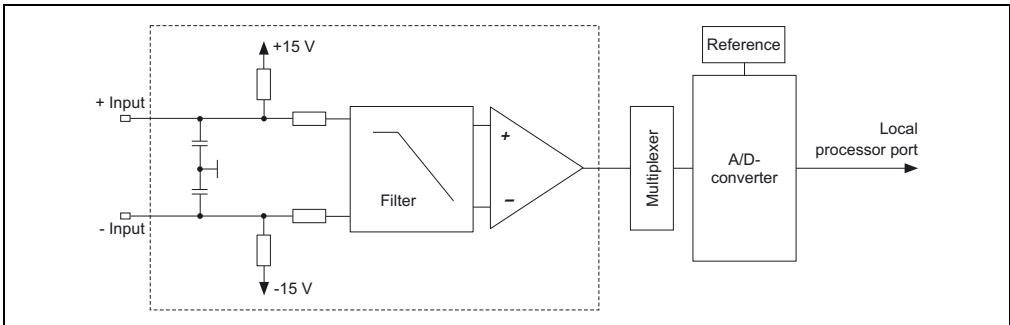 +15 V
Reference
+ Input
Local
processor port
+
Multiplexer
A/D-
converter
Filter
−
- Input
-15 V